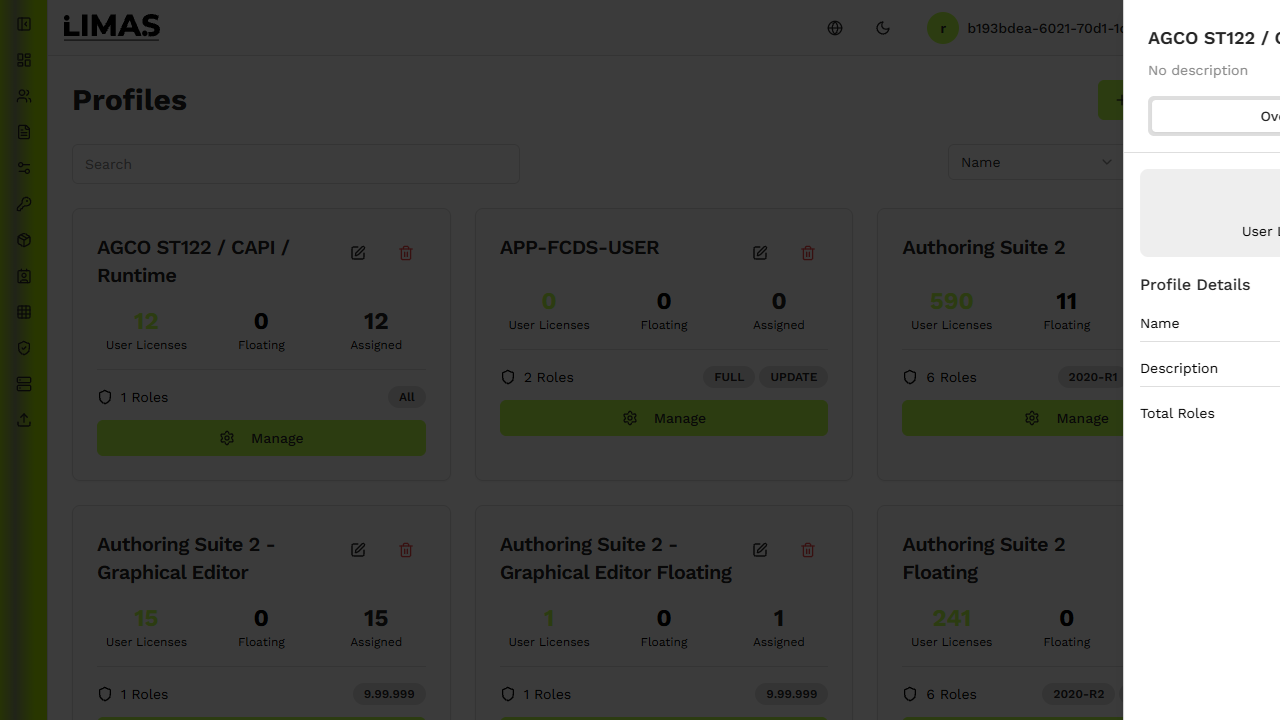 LIMAS
r
b193bdea-6021-70d1-1
Profiles
Search
Name
AGCO ST122 / CAPI /
Runtime
12
0
12
User Licenses
Floating
Assigned
1 Roles
All
Manage
APP-FCDS-USER
0
0
0
User Licenses
Floating
Assigned
2 Roles
FULL
UPDATE
Manage
Authoring Suite 2
590
11
User Licenses
Floating
6 Roles
2020-R1
Manage
Authoring Suite 2 -
Graphical Editor
15
0
15
User Licenses
Floating
Assigned
1 Roles
9.99.999
Authoring Suite 2 -
Graphical Editor Floating
1
0
1
User Licenses
Floating
Assigned
1 Roles
9.99.999
Authoring Suite 2
Floating
241
0
User Licenses
Floating
6 Roles
2020-R2
AGCO ST122 /
No description
Ove
User L
Profile Details
Name
Description
Total Roles